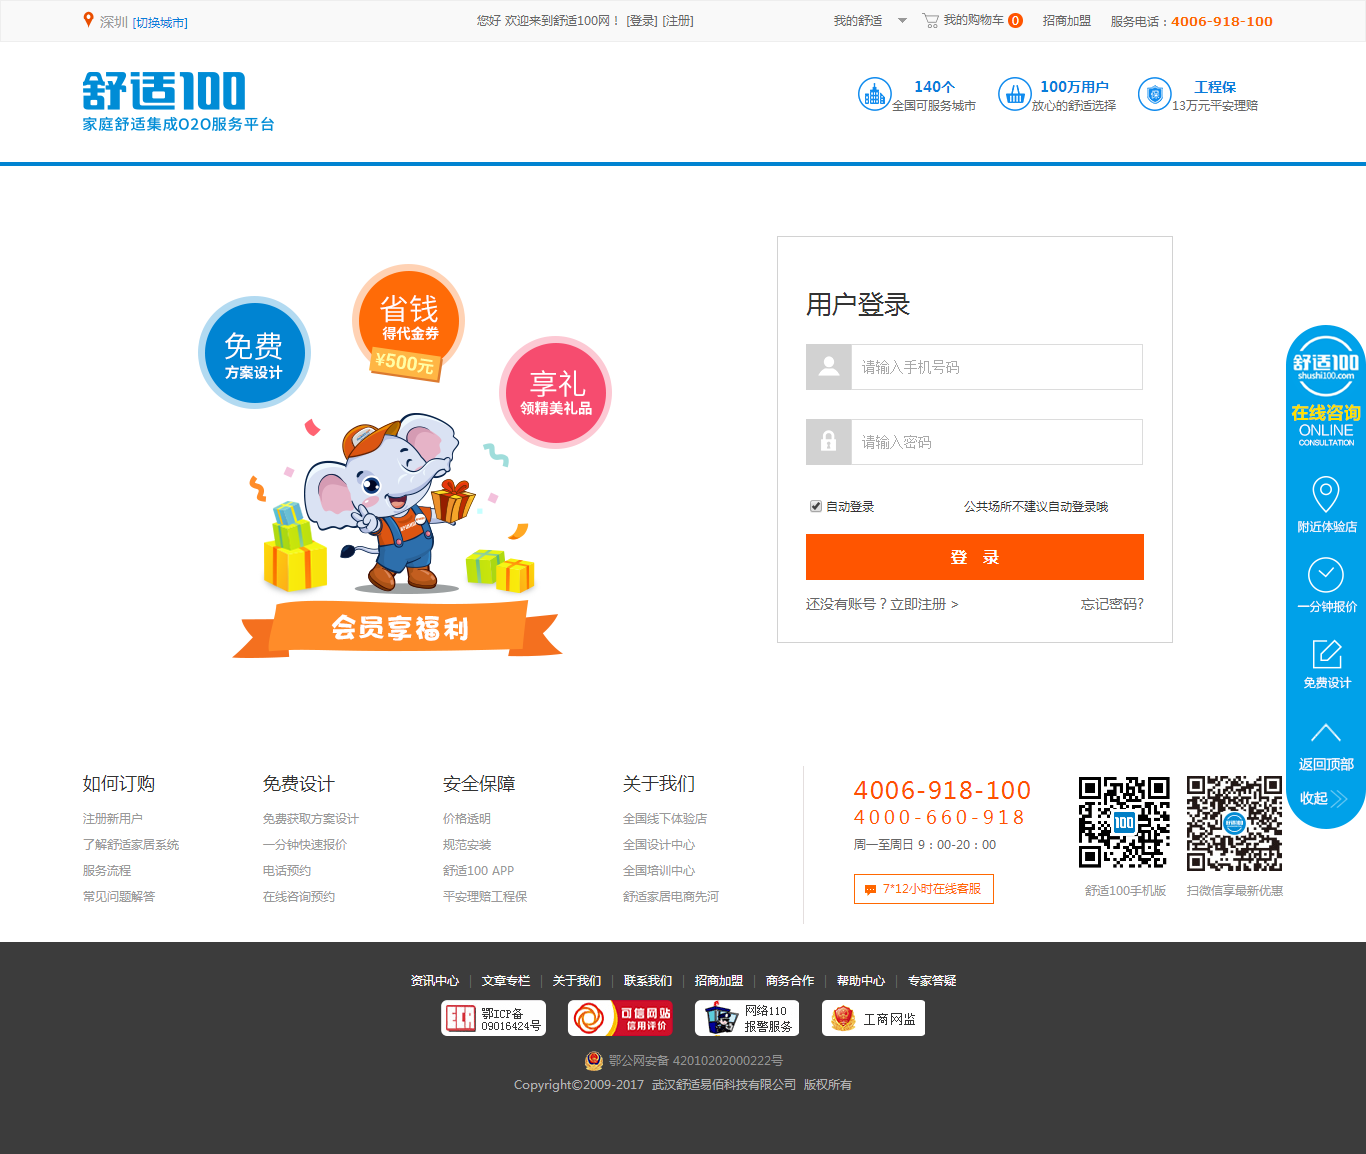 深圳 [切换城市]
您好 欢迎来到舒适100网！ [登录] [注册]
我的舒适
我的购物车 0
招商加盟
服务电话：4006-918-100
舒适100
家庭舒适集成O2O服务平台
140个
全国可服务城市
100万用户
放心的舒适选择
保
工程保
13万元平安理赔
免费
方案设计
省钱
得代金券
¥500元
享礼
领精美礼品
会员享福利
用户登录
请输入手机号码
请输入密码
自动登录
公共场所不建议自动登录哦
登 录
还没有账号？立即注册 >
忘记密码?
舒适100
shushi100.com
在线咨询
ONLINE
CONSULTATION
附近体验店
一分钟报价
免费设计
返回顶部
收起
如何订购
注册新用户
了解舒适家居系统
服务流程
常见问题解答
免费设计
免费获取方案设计
一分钟快速报价
电话预约
在线咨询预约
安全保障
价格透明
规范安装
舒适100 APP
平安理赔工程保
关于我们
全国线下体验店
全国设计中心
全国培训中心
舒适家居电商先河
4006-918-100
4000-660-918
周一至周日 9：00-20：00
7*12小时在线客服
100
舒适100手机版
舒适100
扫微信享最新优惠
资讯中心 | 文章专栏 | 关于我们 | 联系我们 | 招商加盟 | 商务合作 | 帮助中心 | 专家答疑
鄂ICP备
09016424号
可信网站
信用评价
网络110
报警服务
工商网监
鄂公网安备 42010202000222号
Copyright©2009-2017 武汉舒适易佰科技有限公司 版权所有